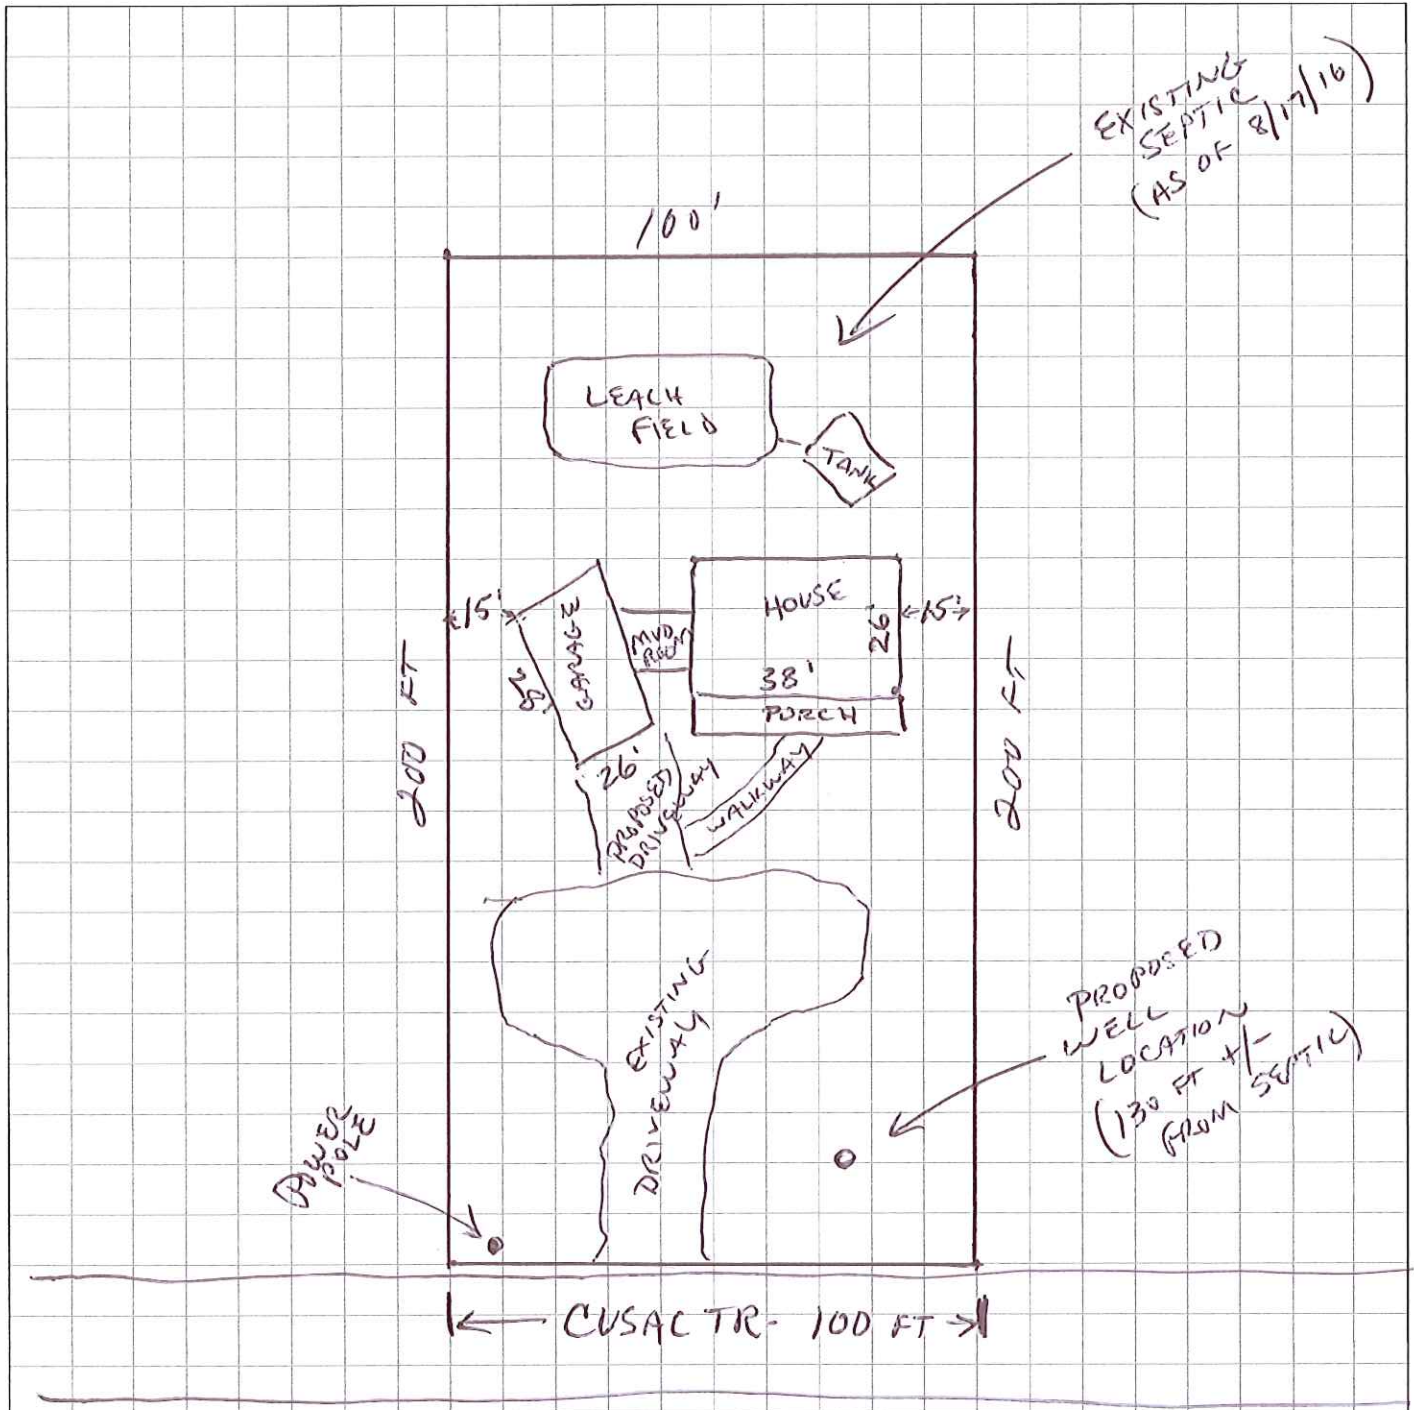 EXISTING
SEPTIC
(AS OF 8/17/16)
100'
LEACH
FIELD
TANK
15'
GARAGE
MUD
RM
HOUSE
26'
15'
38'
PORCH
26'
200 FT
200 FT
PROPOSED
DRIVEWAY
WALKWAY
EXISTING
DRIVEWAY
PROPOSED
WELL
LOCATION
(130 FT +/-
FROM SEPTIC)
POWER
POLE
CUSAC TR- 100 FT